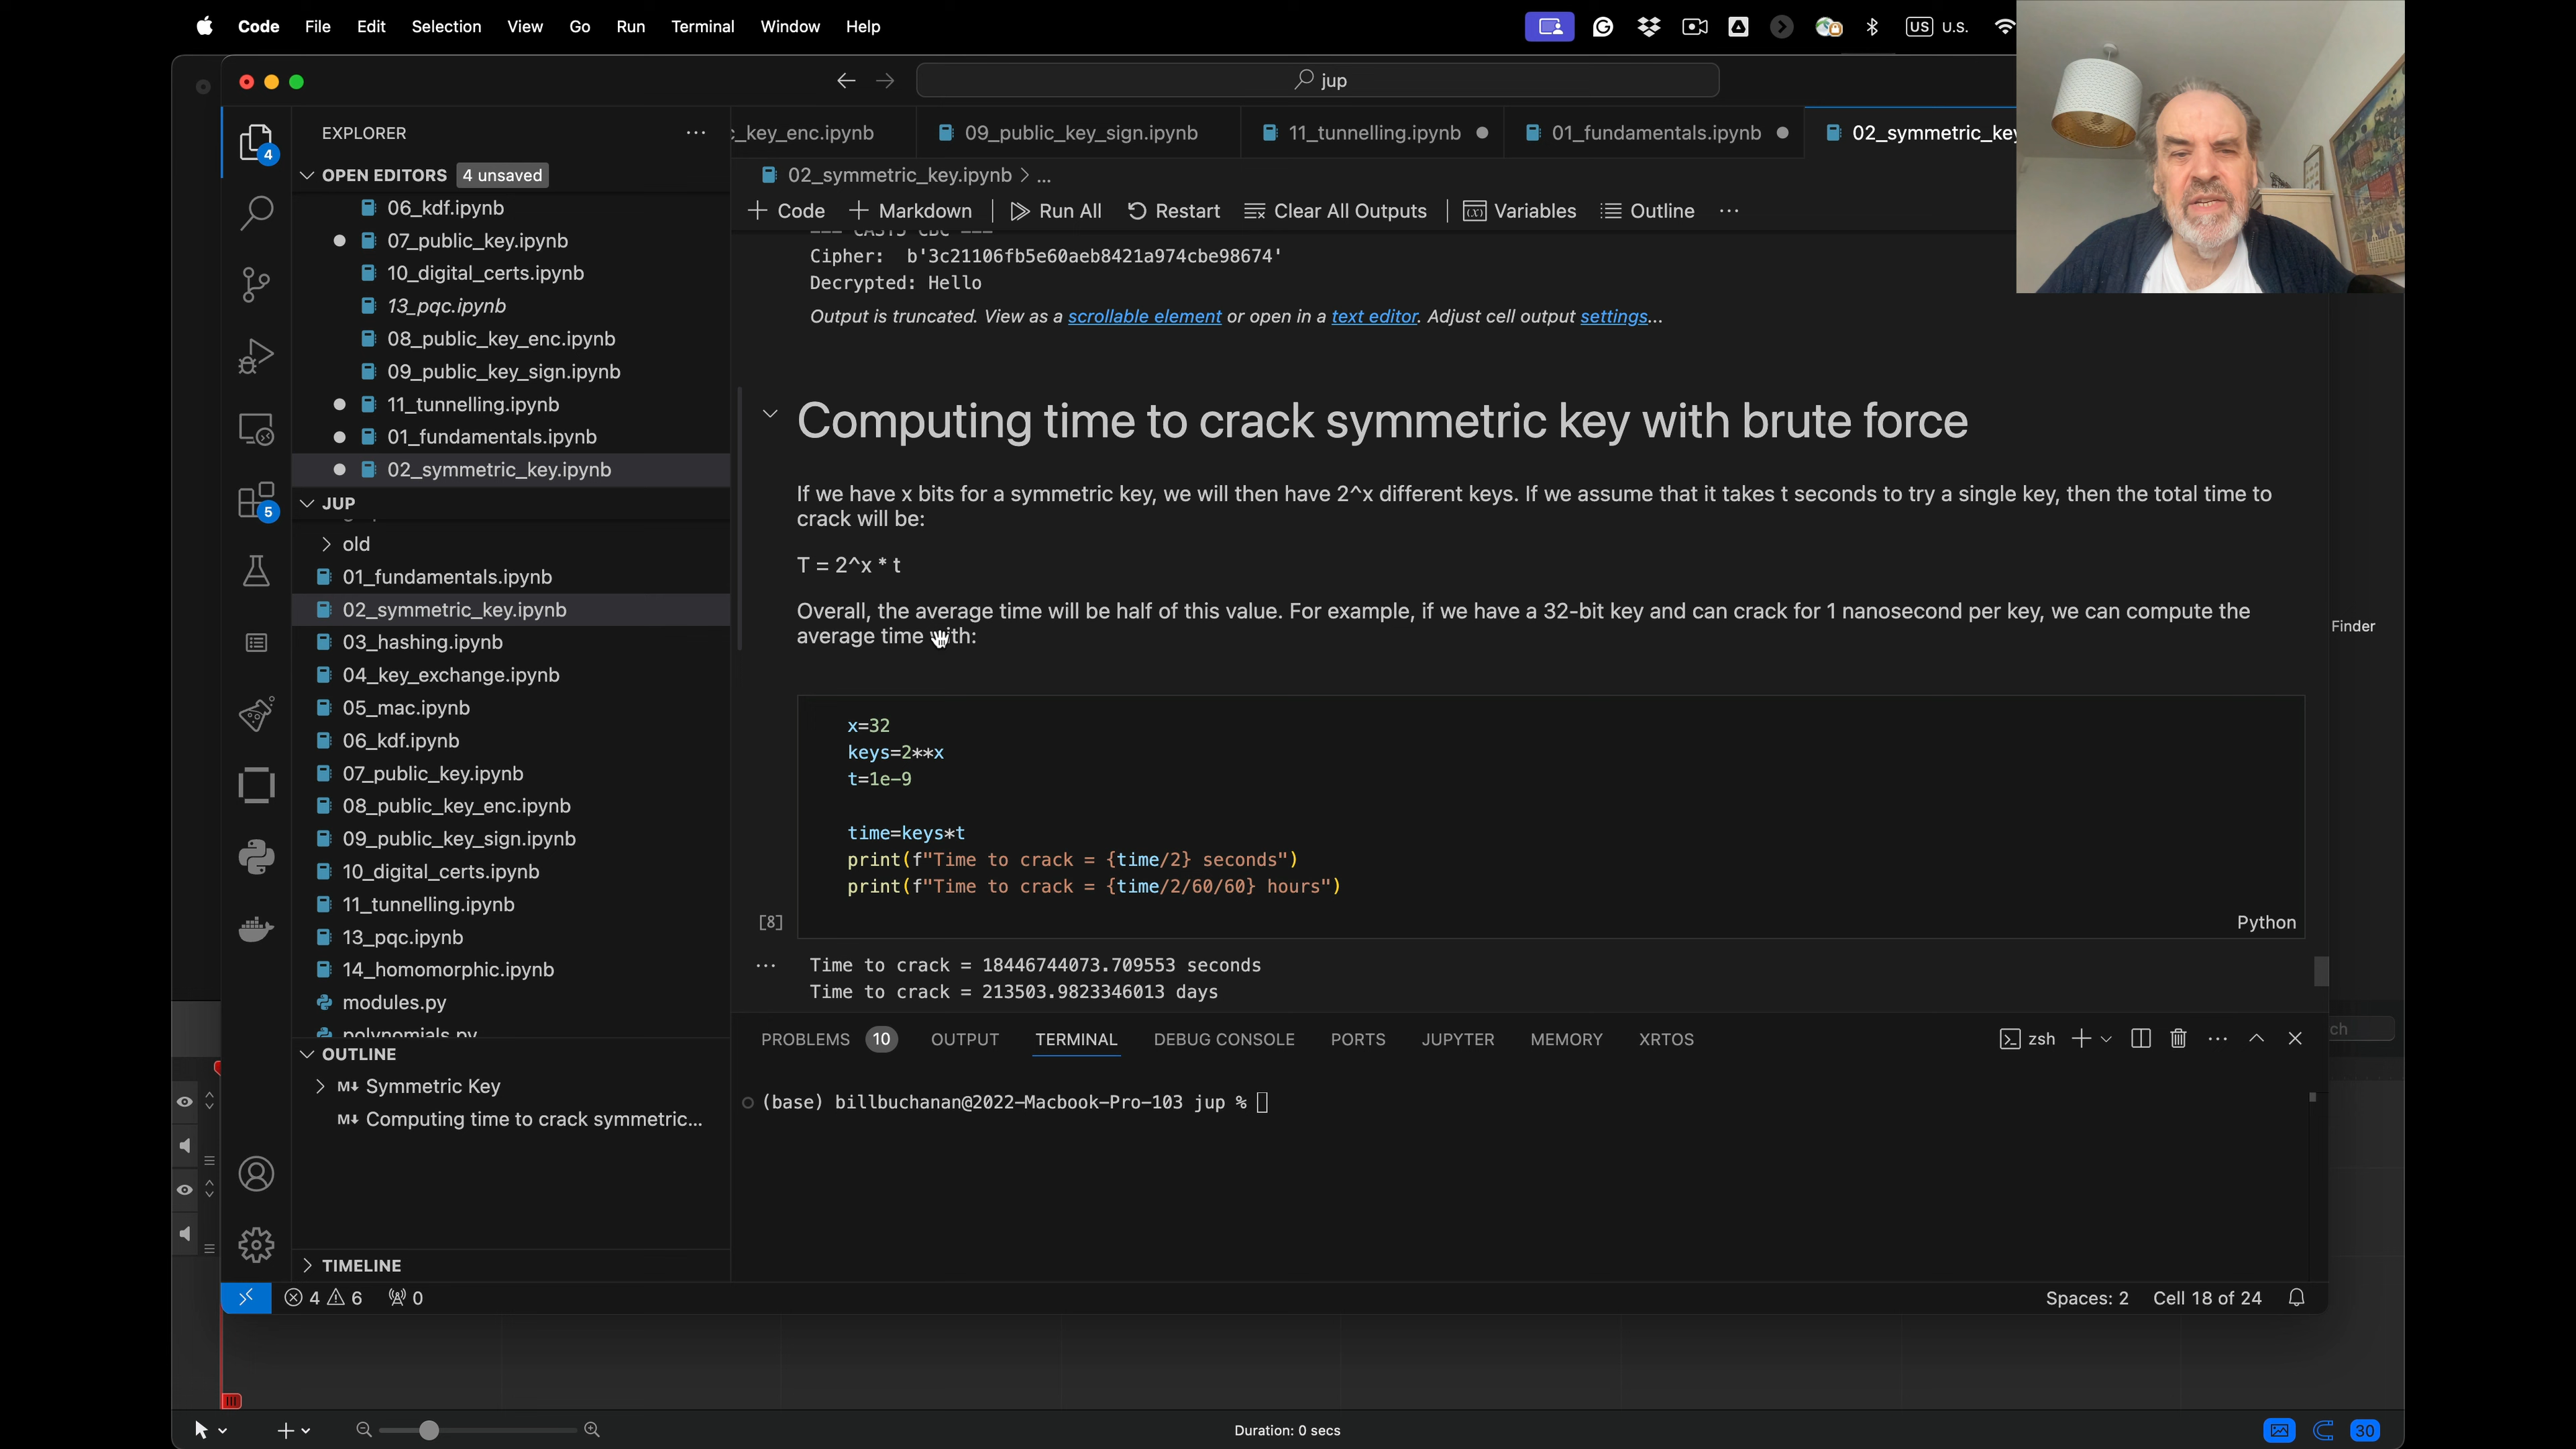 Code File Edit Selection View Go Run Terminal Window Help
US U.S.
jup
EXPLORER
OPEN EDITORS 4 unsaved
06_kdf.ipynb
07_public_key.ipynb
10_digital_certs.ipynb
13_pqc.ipynb
08_public_key_enc.ipynb
09_public_key_sign.ipynb
11_tunnelling.ipynb
01_fundamentals.ipynb
02_symmetric_key.ipynb
JUP
old
01_fundamentals.ipynb
02_symmetric_key.ipynb
03_hashing.ipynb
04_key_exchange.ipynb
05_mac.ipynb
06_kdf.ipynb
07_public_key.ipynb
08_public_key_enc.ipynb
09_public_key_sign.ipynb
10_digital_certs.ipynb
11_tunnelling.ipynb
13_pqc.ipynb
14_homomorphic.ipynb
modules.py
polynomials.py
OUTLINE
M↓ Symmetric Key
M↓ Computing time to crack symmetric...
TIMELINE
4
5
c_key_enc.ipynb 09_public_key_sign.ipynb 11_tunnelling.ipynb 01_fundamentals.ipynb 02_symmetric_key
02_symmetric_key.ipynb > ...
+ Code + Markdown Run All Restart Clear All Outputs Variables Outline ...
Cipher: b'3c21106fb5e60aeb8421a974cbe98674'
Decrypted: Hello
Output is truncated. View as a scrollable element or open in a text editor. Adjust cell output settings...
Computing time to crack symmetric key with brute force
If we have x bits for a symmetric key, we will then have 2^x different keys. If we assume that it takes t seconds to try a single key, then the total time to
crack will be:
T = 2^x * t
Overall, the average time will be half of this value. For example, if we have a 32-bit key and can crack for 1 nanosecond per key, we can compute the
average time with:
x=32
keys=2**x
t=1e-9
time=keys*t
print(f"Time to crack = {time/2} seconds")
print(f"Time to crack = {time/2/60/60} hours")
[8]
Python
... Time to crack = 18446744073.709553 seconds
Time to crack = 213503.9823346013 days
PROBLEMS 10 OUTPUT TERMINAL DEBUG CONSOLE PORTS JUPYTER MEMORY XRTOS
zsh
(base) billbuchanan@2022-Macbook-Pro-103 jup %
4 6 0
Spaces: 2 Cell 18 of 24
Finder
ch
Duration: 0 secs
30